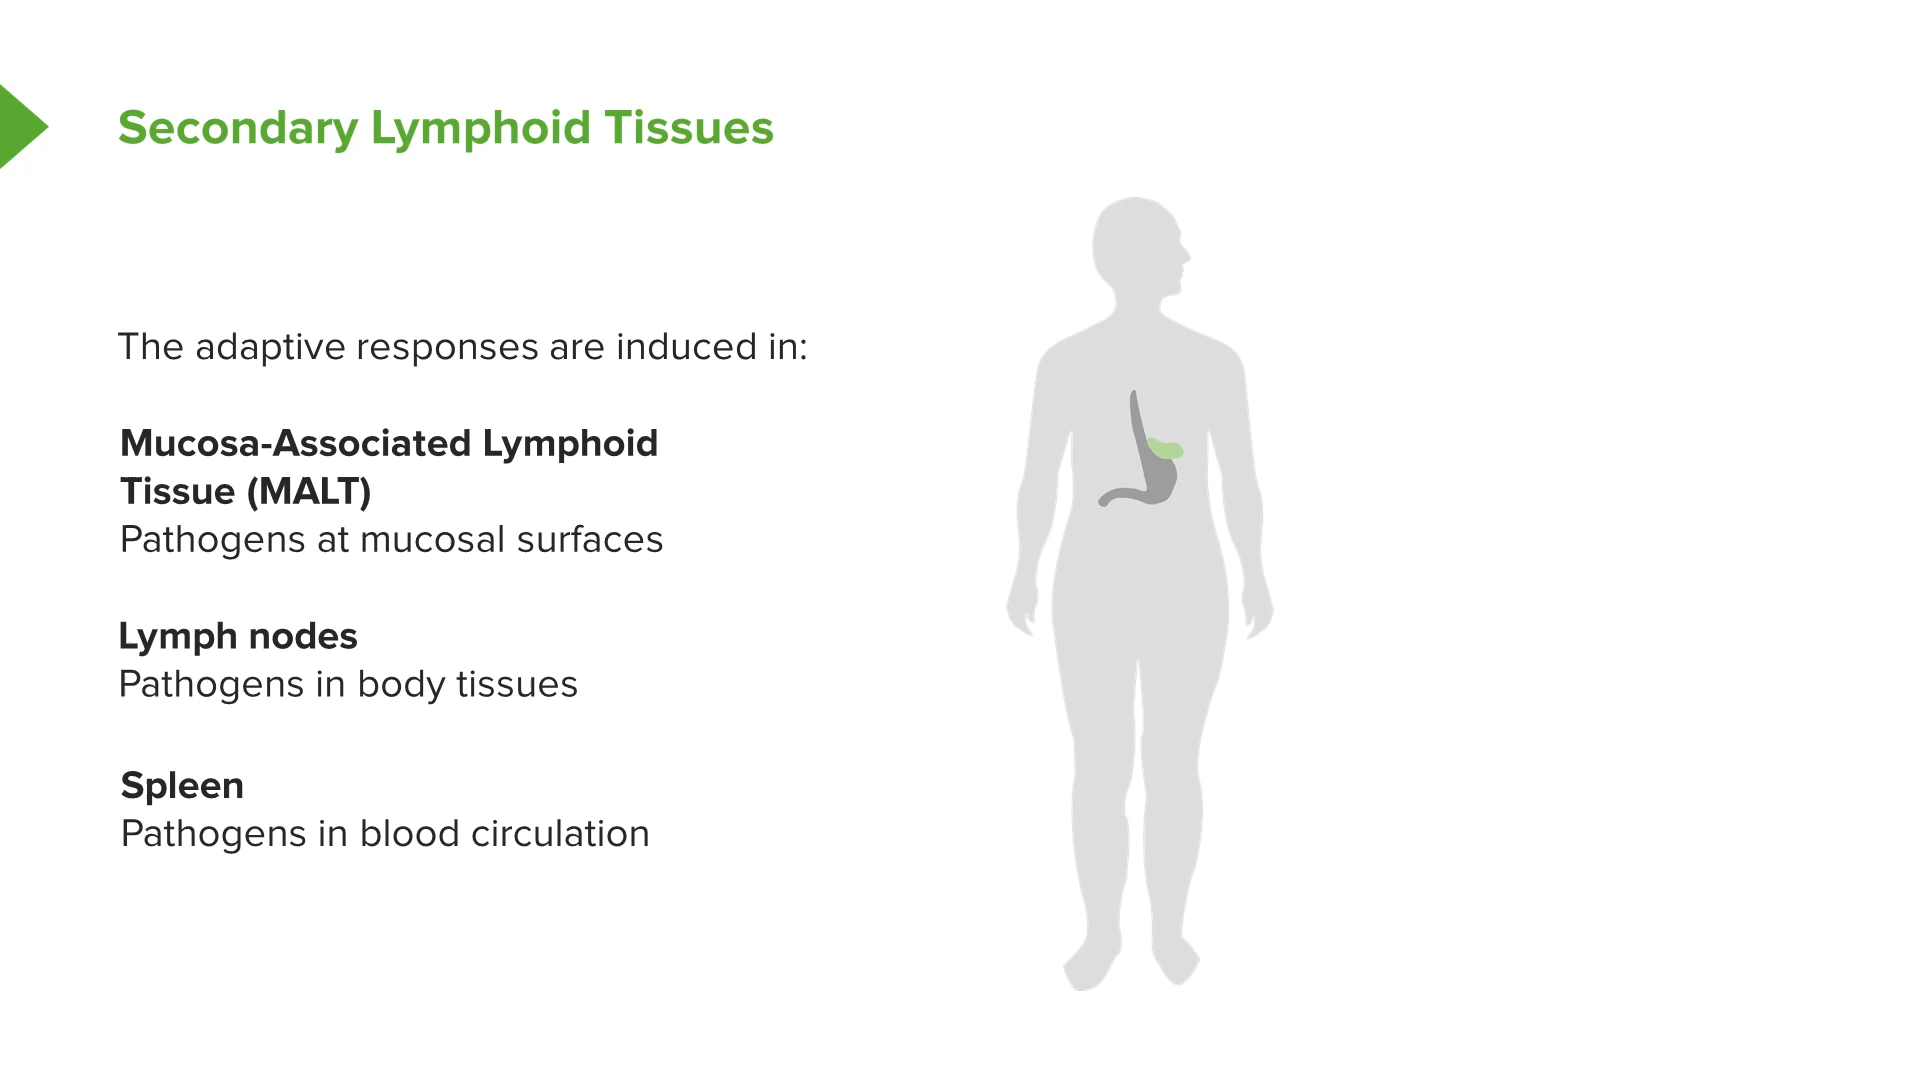 Secondary Lymphoid Tissues
The adaptive responses are induced in:
Mucosa-Associated Lymphoid
Tissue (MALT)
Pathogens at mucosal surfaces
Lymph nodes
Pathogens in body tissues
Spleen
Pathogens in blood circulation